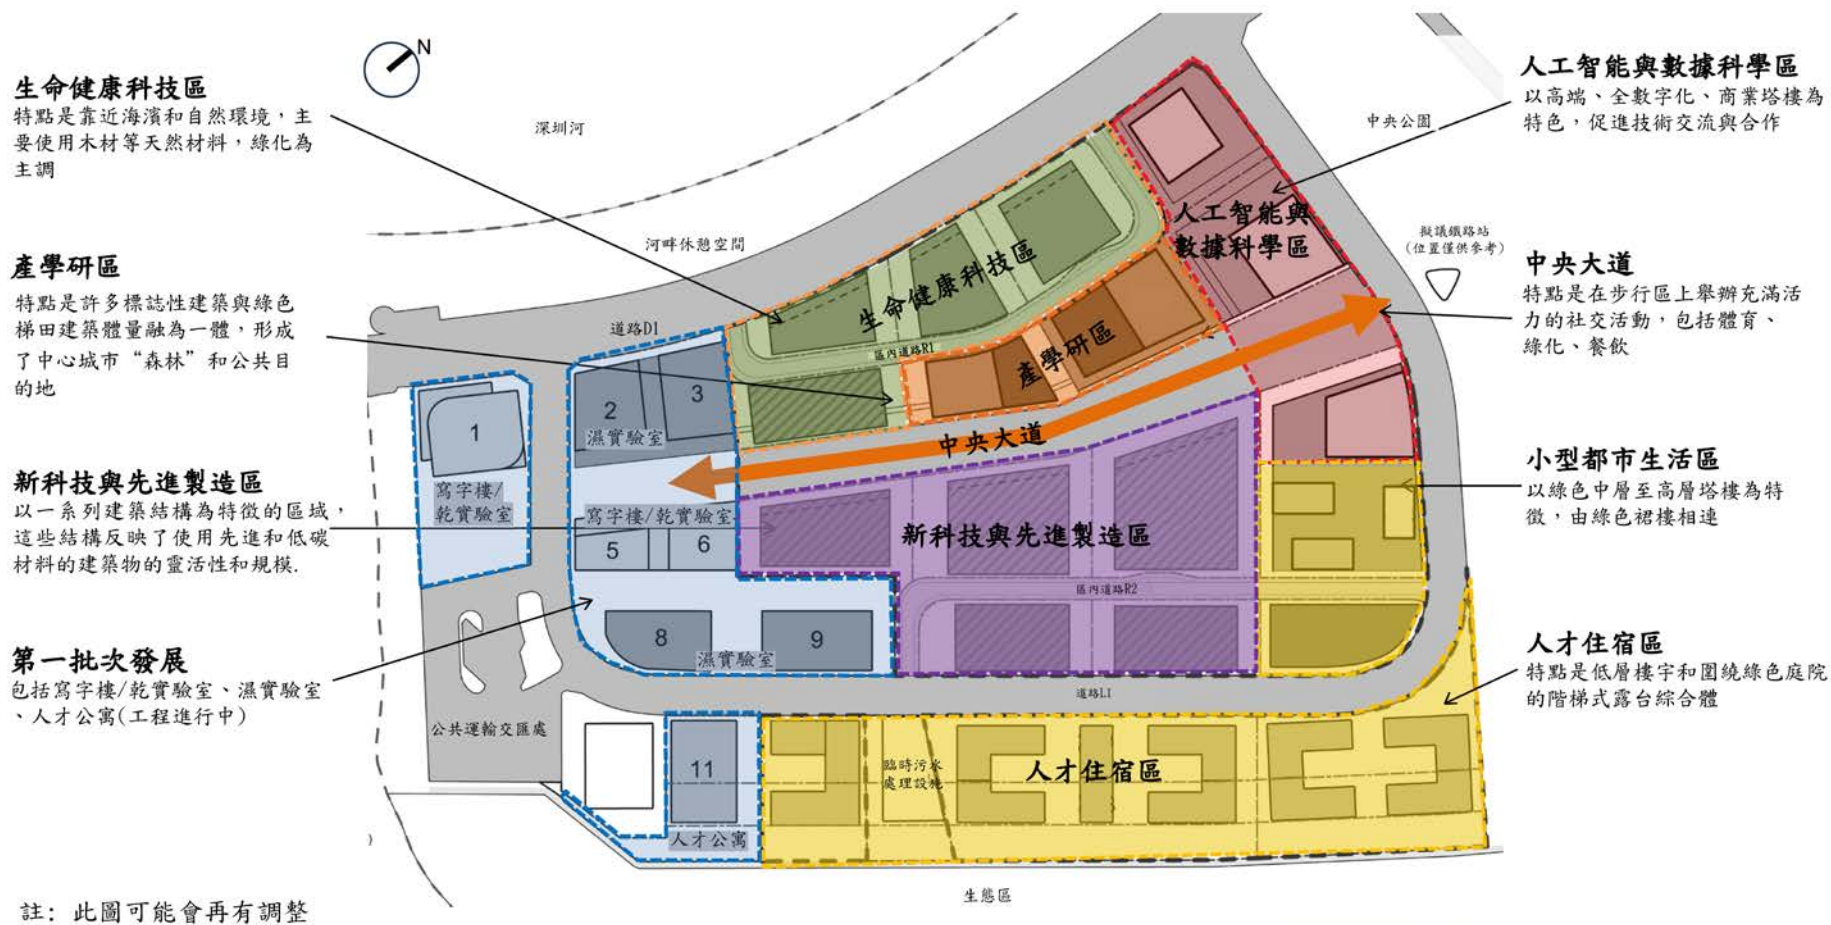 生命健康科技區
特點是靠近海濱和自然環境，主
要使用木材等天然材料，綠化為
主調
產學研區
特點是許多標誌性建築與綠色
梯田建築體量融為一體，形成
了中心城市“森林”和公共目
的地
新科技與先進製造區
以一系列建築結構為特徵的區域，
這些結構反映了使用先進和低碳
材料的建築物的靈活性和規模.
第一批次發展
包括寫字樓/乾實驗室、濕實驗室
、人才公寓(工程進行中)
註: 此圖可能會再有調整
N
深圳河
河畔休憩空間
道路D1
中央公園
擬議鐵路站
(位置僅供參考)
人工智能與
數據科學區
生命健康科技區
區內道路R1
產學研區
中央大道
1
寫字樓/
乾實驗室
2
3
濕實驗室
寫字樓/乾實驗室
5
6
新科技與先進製造區
區內道路R2
8
9
濕實驗室
道路L1
公共運輸交匯處
11
人才公寓
臨時污水
處理設施
人才住宿區
生態區
人工智能與數據科學區
以高端、全數字化、商業塔樓為
特色，促進技術交流與合作
中央大道
特點是在步行區上舉辦充滿活
力的社交活動，包括體育、
綠化、餐飲
小型都市生活區
以綠色中層至高層塔樓為特
徵，由綠色裙樓相連
人才住宿區
特點是低層樓宇和圍繞綠色庭院
的階梯式露台綜合體